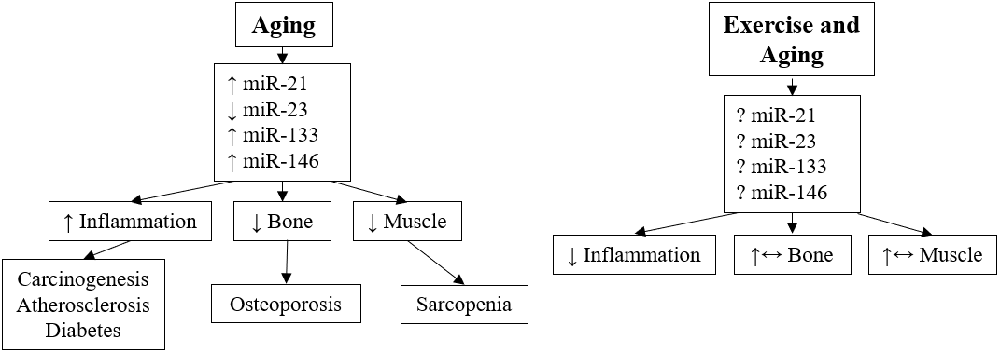 Aging
↑ miR-21
↓ miR-23
↑ miR-133
↑ miR-146
↑ Inflammation
↓ Bone
↓ Muscle
Carcinogenesis
Atherosclerosis
Diabetes
Osteoporosis
Sarcopenia
Exercise and
Aging
? miR-21
? miR-23
? miR-133
? miR-146
↓ Inflammation
↑↔ Bone
↑↔ Muscle